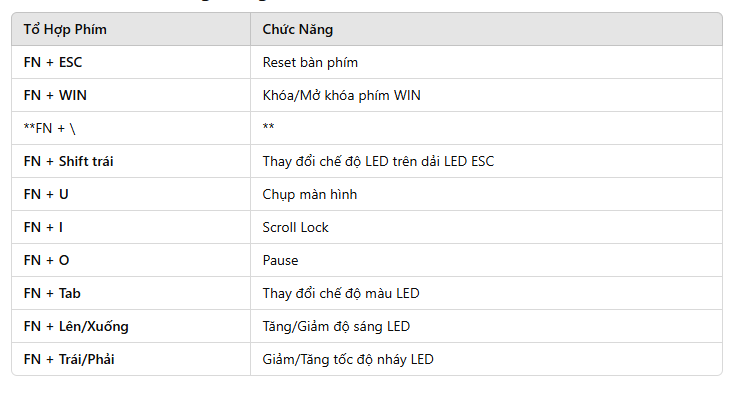 Tổ Hợp Phím Chức Năng
FN + ESC Reset bàn phím
FN + WIN Khóa/Mở khóa phím WIN
**FN + \ **
FN + Shift trái Thay đổi chế độ LED trên dải LED ESC
FN + U Chụp màn hình
FN + I Scroll Lock
FN + O Pause
FN + Tab Thay đổi chế độ màu LED
FN + Lên/Xuống Tăng/Giảm độ sáng LED
FN + Trái/Phải Giảm/Tăng tốc độ nháy LED